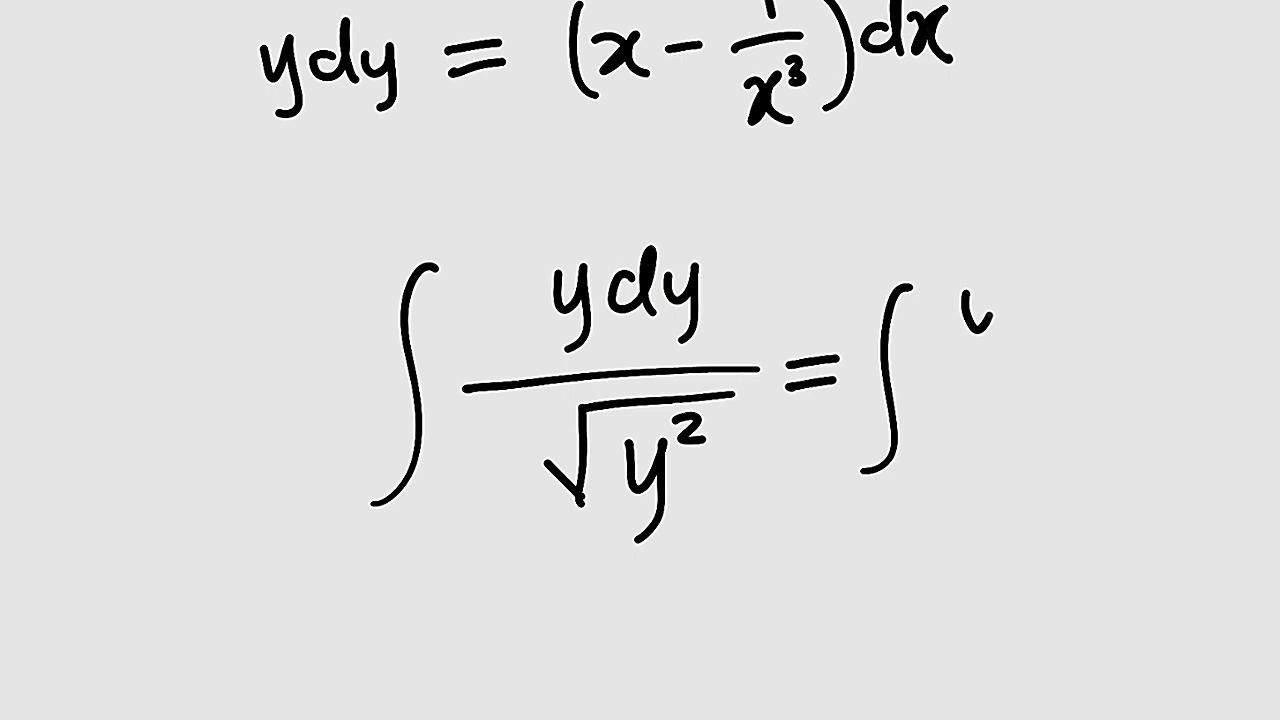 ydy = (x - 1/x³)dx
∫ ydy/√y² = ∫